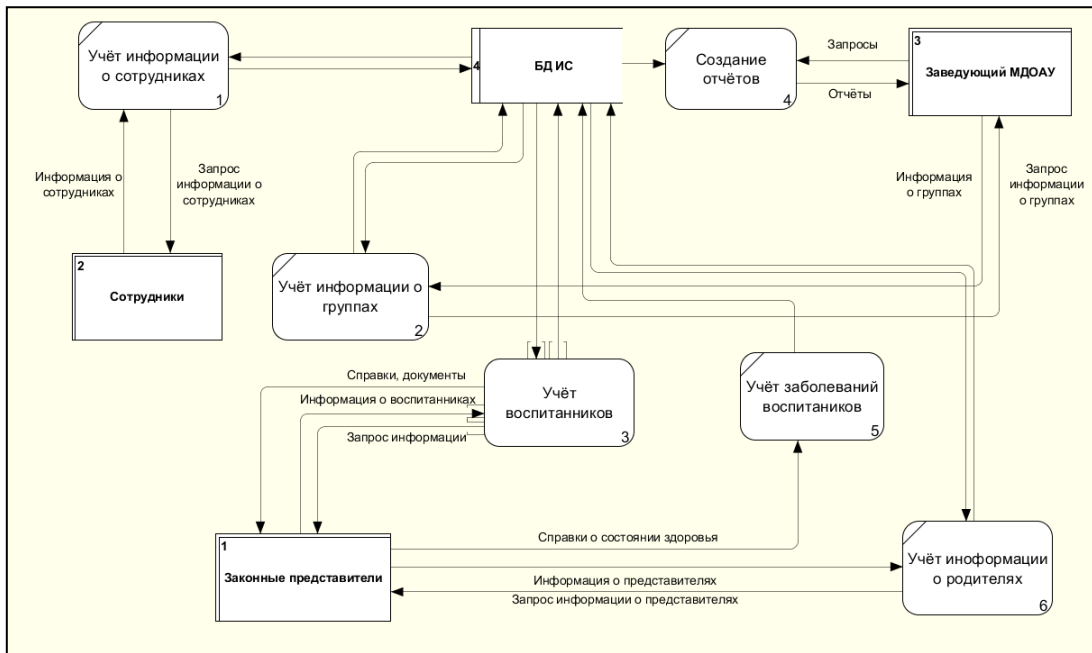 Учёт информации
о сотрудниках
1
4
БД ИС
Создание
отчётов
4
Запросы
Отчёты
3
Заведующий МДОАУ
Информация о
сотрудниках
Запрос
информации о
сотрудниках
Информация
о группах
Запрос
информации
о группах
2
Сотрудники
Учёт информации о
группах
2
Справки, документы
Информация о воспитанниках
Запрос информации
Учёт
воспитанников
3
Учёт заболеваний
воспитаников
5
1
Законные представители
Справки о состоянии здоровья
Информация о представителях
Запрос информации о представителях
Учёт иноформации
о родителях
6